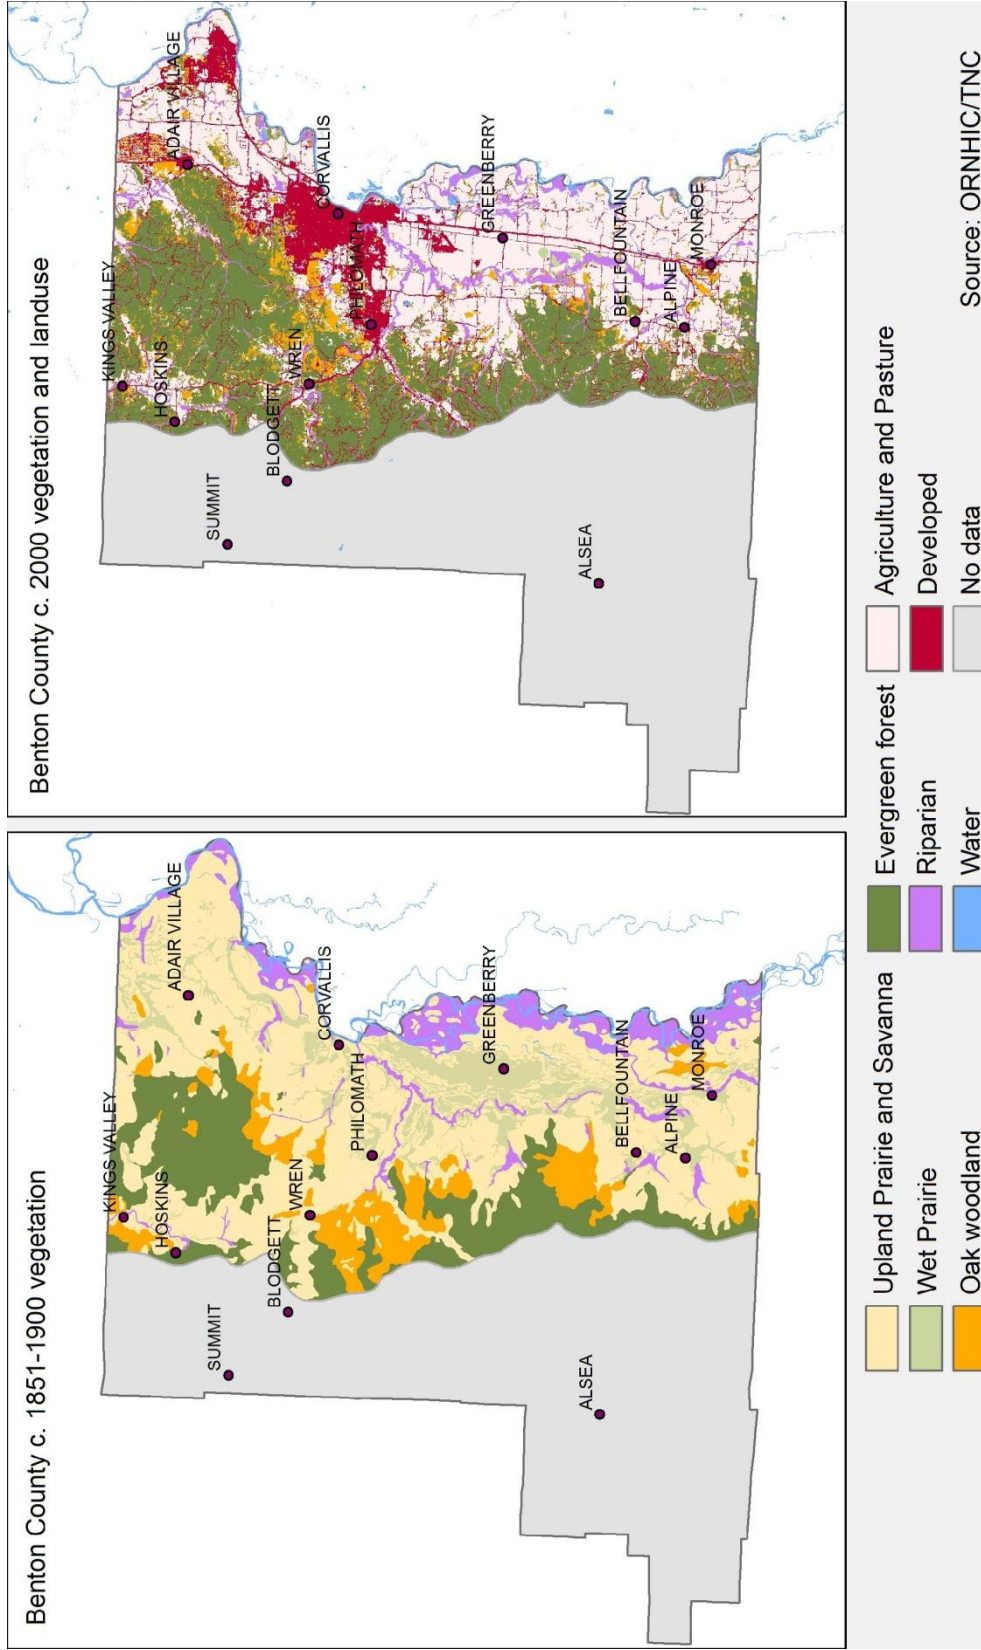 Benton County c. 1851-1900 vegetation
KINGS VALLEY
HOSKINS
SUMMIT
BLODGETT
WREN
ADAIR VILLAGE
CORVALLIS
PHILOMATH
GREENBERRY
BELLFOUNTAIN
ALPINE
MONROE
ALSEA
Benton County c. 2000 vegetation and landuse
KINGS VALLEY
HOSKINS
SUMMIT
BLODGETT
WREN
ADAIR VILLAGE
CORVALLIS
PHILOMATH
GREENBERRY
BELLFOUNTAIN
ALPINE
MONROE
ALSEA
Upland Prairie and Savanna
Wet Prairie
Oak woodland
Evergreen forest
Riparian
Water
Agriculture and Pasture
Developed
No data
Source: ORNHIC/TNC